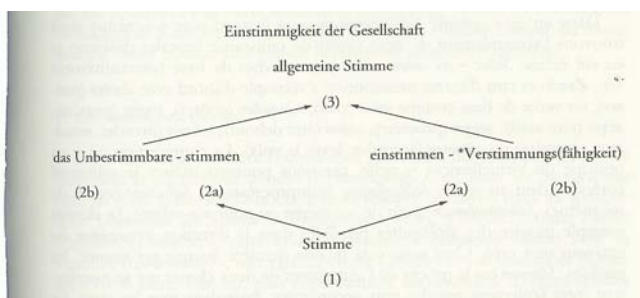 Einstimmigkeit der Gesellschaft
allgemeine Stimme
(3)
das Unbestimmbare - stimmen einstimmen - *Verstimmungs(fähigkeit)
(2b) (2a) (2a) (2b)
Stimme
(1)